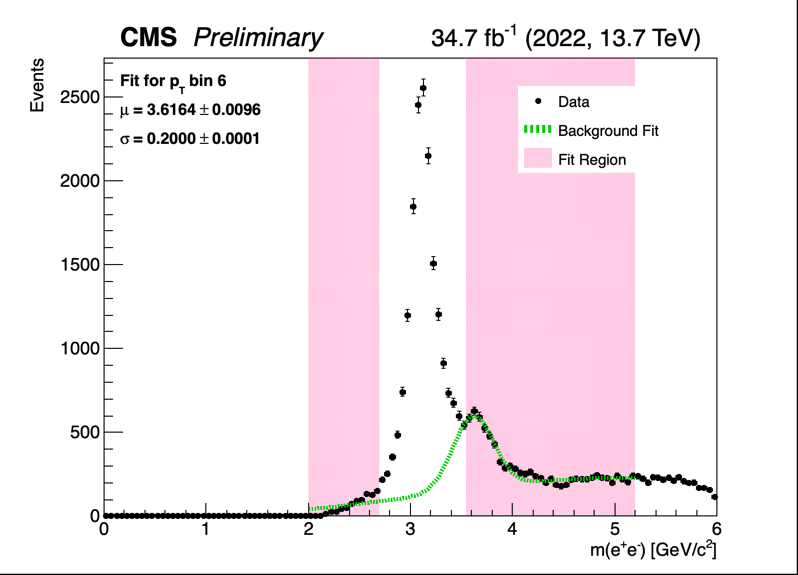 CMS Preliminary 34.7 fb⁻¹ (2022, 13.7 TeV)
Events
Fit for p_T bin 6
μ = 3.6164 ± 0.0096
σ = 0.2000 ± 0.0001
Data
Background Fit
Fit Region
2500
2000
1500
1000
500
0
0 1 2 3 4 5 6
m(e⁺e⁻) [GeV/c²]